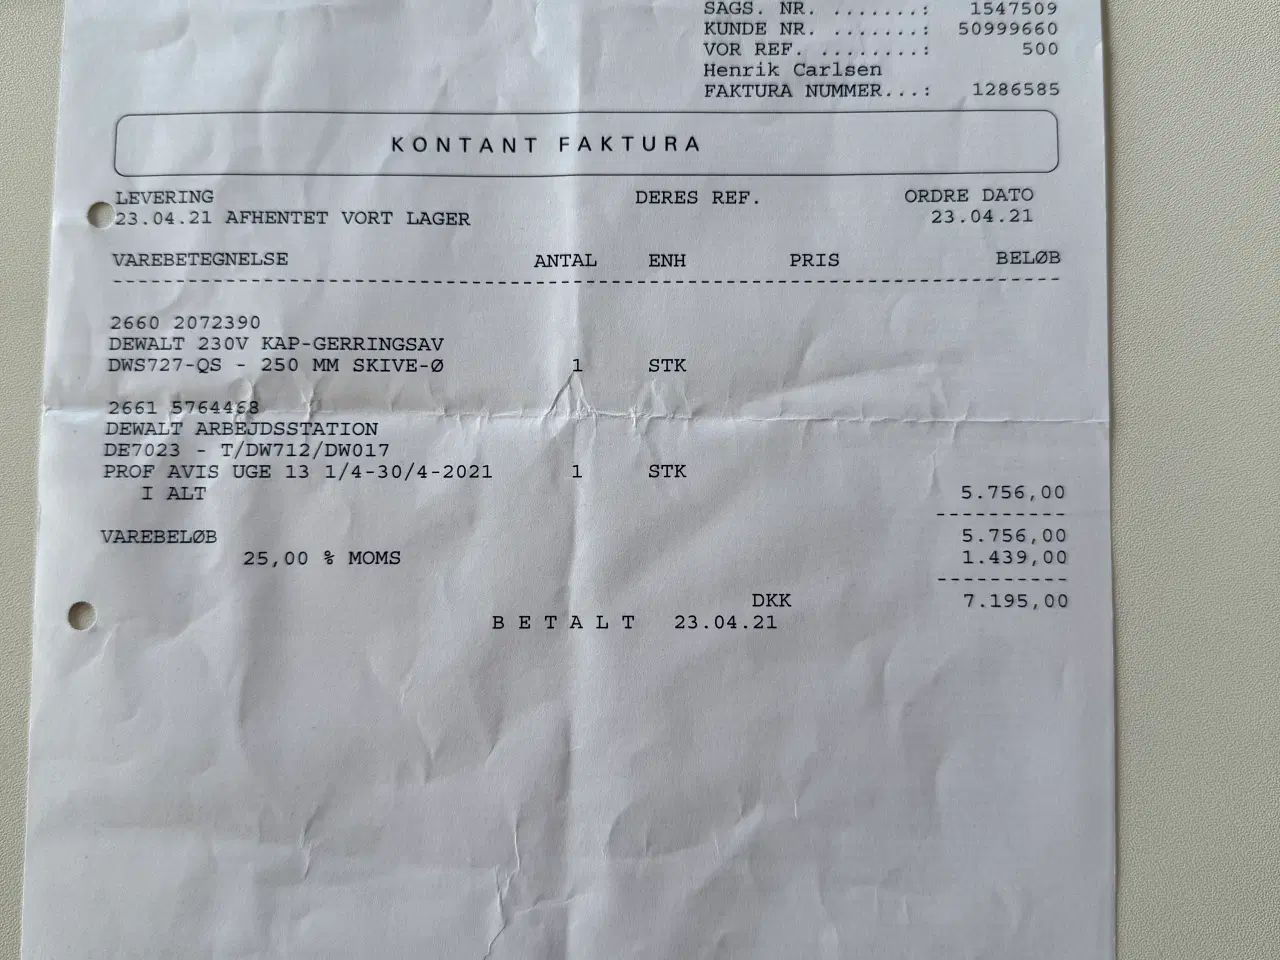 SAGS. NR. .......: 1547509
KUNDE NR. .......: 50999660
VOR REF. ........: 500
Henrik Carlsen
FAKTURA NUMMER...: 1286585
KONTANT FAKTURA
LEVERING DERES REF. ORDRE DATO
23.04.21 AFHENTET VORT LAGER 23.04.21
VAREBETEGNELSE ANTAL ENH PRIS BELØB
2660 2072390
DEWALT 230V KAP-GERRINGSAV
DWS727-QS - 250 MM SKIVE-Ø 1 STK
2661 5764468
DEWALT ARBEJDSSTATION
DE7023 - T/DW712/DW017
PROF AVIS UGE 13 1/4-30/4-2021 1 STK
I ALT 5.756,00
VAREBELØB 5.756,00
25,00 % MOMS 1.439,00
DKK 7.195,00
B E T A L T 23.04.21